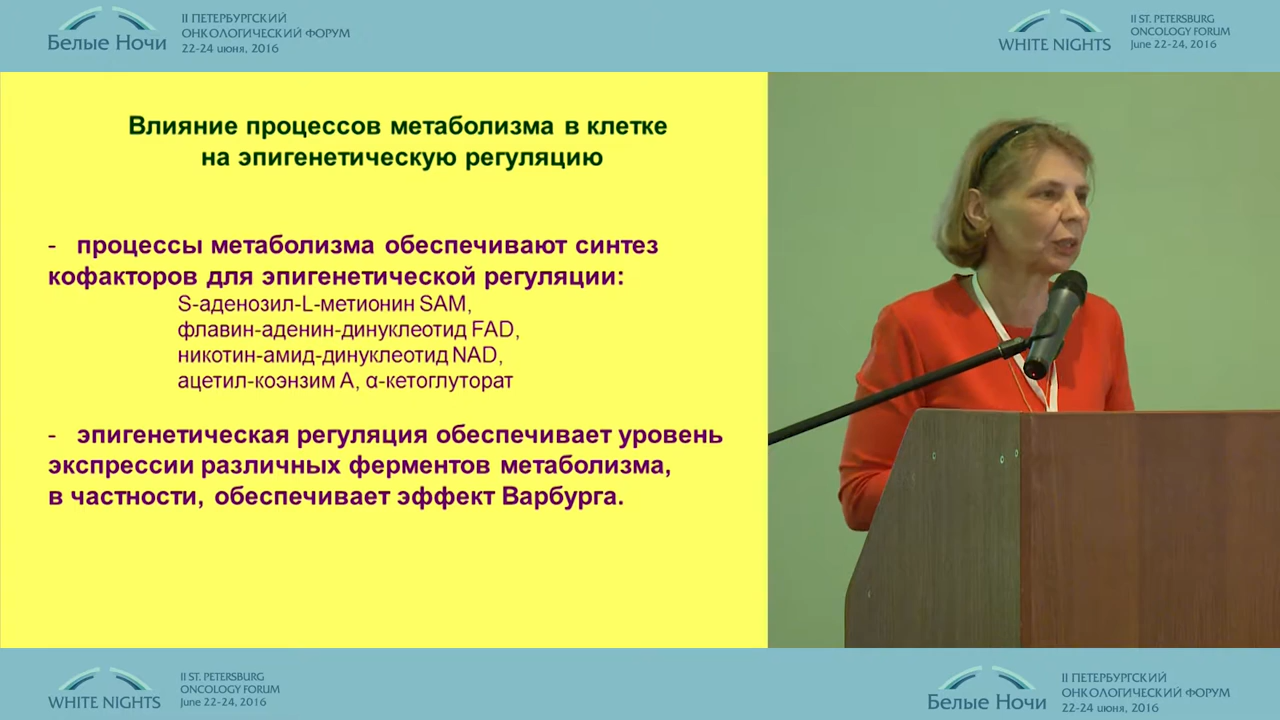 Белые Ночи
II ПЕТЕРБУРГСКИЙ
ОНКОЛОГИЧЕСКИЙ ФОРУМ
22-24 июня, 2016
WHITE NIGHTS
II ST. PETERSBURG
ONCOLOGY FORUM
June 22-24, 2016
Влияние процессов метаболизма в клетке
на эпигенетическую регуляцию
- процессы метаболизма обеспечивают синтез
кофакторов для эпигенетической регуляции:
S-аденозил-L-метионин SAM,
флавин-аденин-динуклеотид FAD,
никотин-амид-динуклеотид NAD,
ацетил-коэнзим А, α-кетоглуторат
- эпигенетическая регуляция обеспечивает уровень
экспрессии различных ферментов метаболизма,
в частности, обеспечивает эффект Варбурга.
WHITE NIGHTS
II ST. PETERSBURG
ONCOLOGY FORUM
June 22-24, 2016
Белые Ночи
II ПЕТЕРБУРГСКИЙ
ОНКОЛОГИЧЕСКИЙ ФОРУМ
22-24 июня, 2016